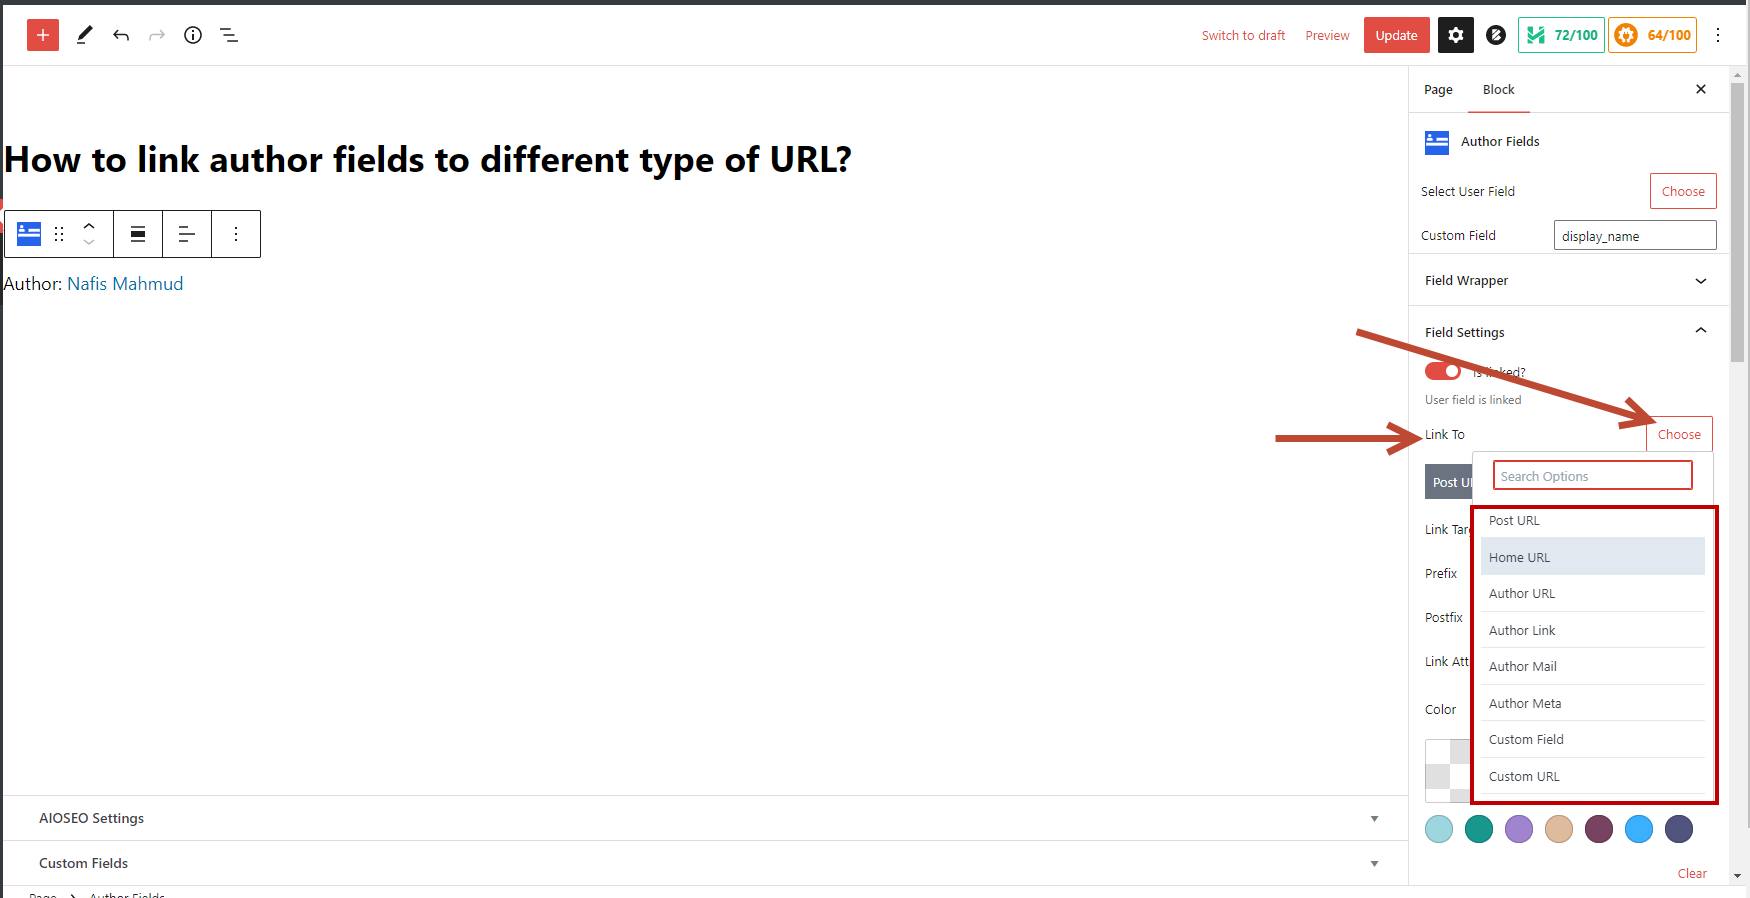 Switch to draft
Preview
Update
72/100
64/100
Page
Block
How to link author fields to different type of URL?
Author: Nafis Mahmud
Author Fields
Select User Field
Choose
Custom Field
display_name
Field Wrapper
Field Settings
Is linked?
User field is linked
Link To
Choose
Search Options
Post U
Post URL
Link Tar
Home URL
Prefix
Author URL
Postfix
Author Link
Link Att
Author Mail
Color
Author Meta
Custom Field
Custom URL
AIOSEO Settings
Custom Fields
Clear
Page
Author Fields